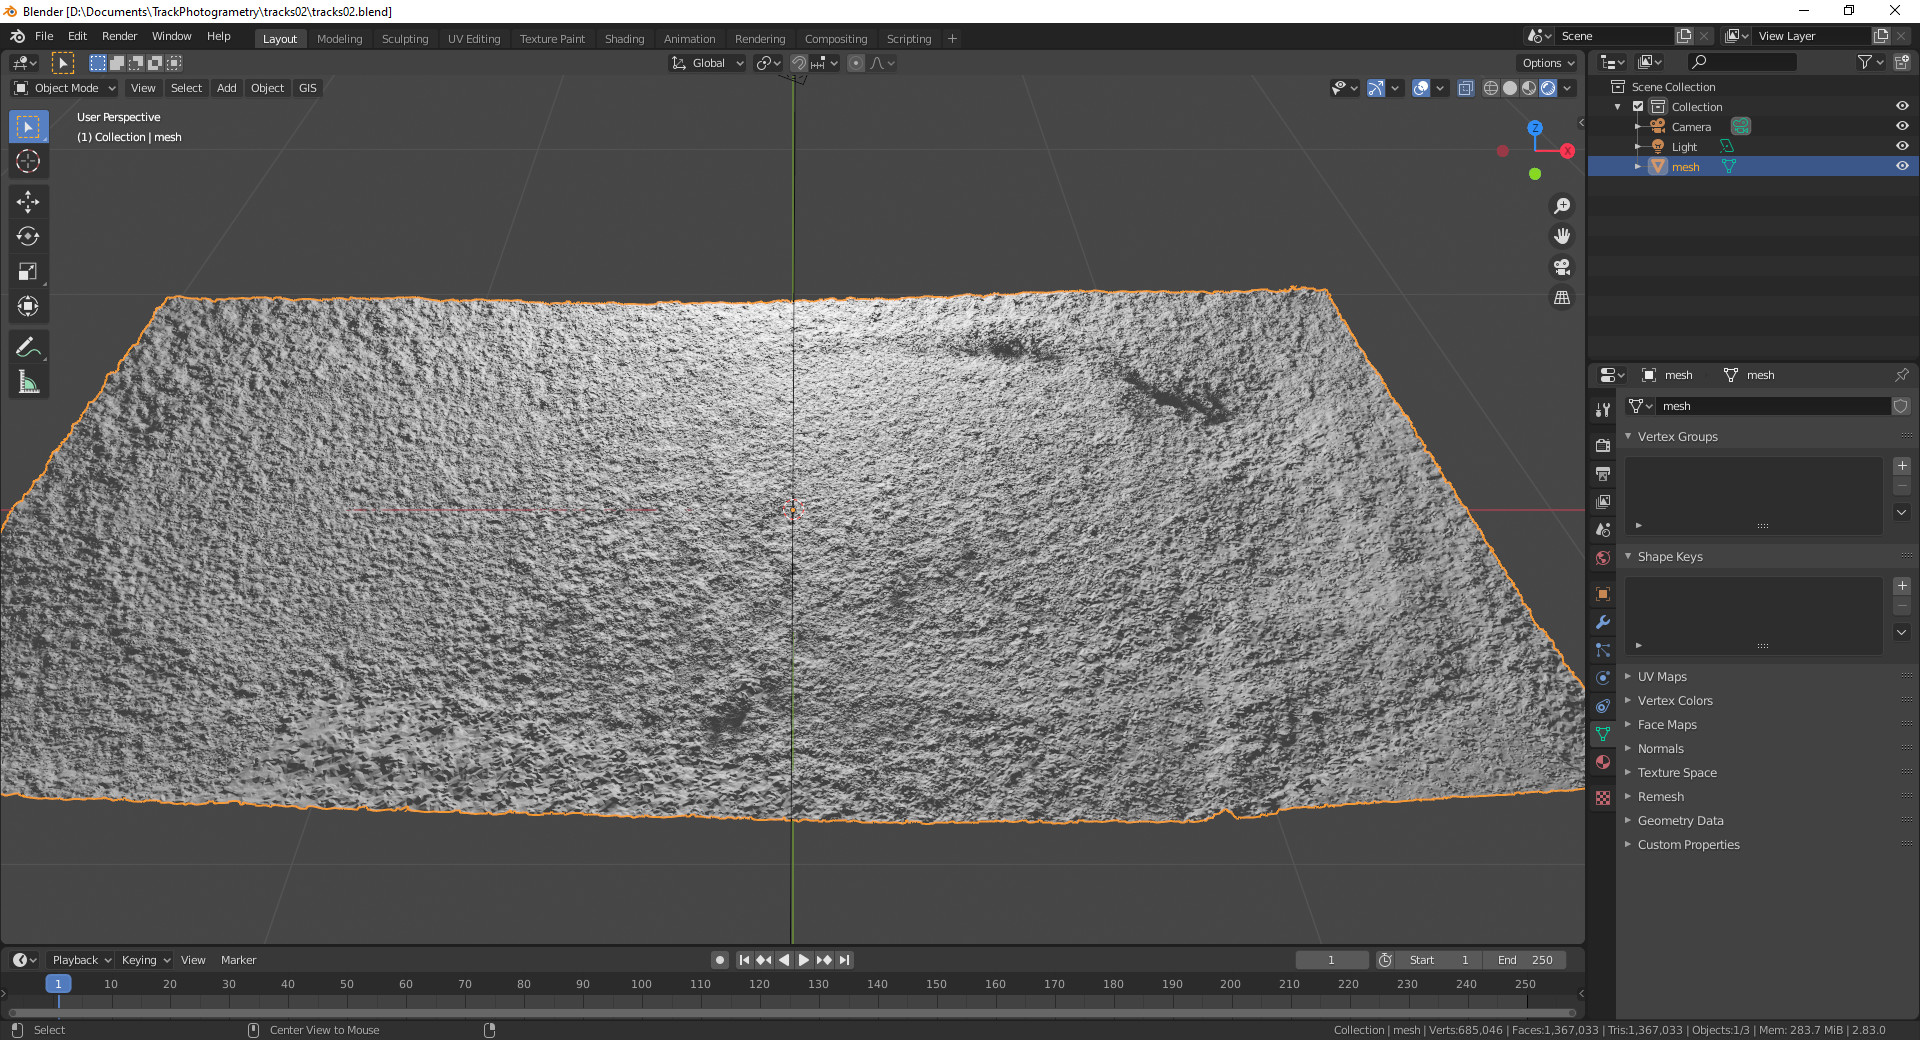 Blender [D:\Documents\TrackPhotogrametry\tracks02\tracks02.blend]
File Edit Render Window Help Layout Modeling Sculpting UV Editing Texture Paint Shading Animation Rendering Compositing Scripting + Scene View Layer
Global Options
Object Mode View Select Add Object GIS
User Perspective
(1) Collection | mesh
Z
X
Scene Collection
Collection
Camera
Light
mesh
mesh mesh
mesh
Vertex Groups
Shape Keys
UV Maps
Vertex Colors
Face Maps
Normals
Texture Space
Remesh
Geometry Data
Custom Properties
Playback Keying View Marker 1 Start 1 End 250
1 10 20 30 40 50 60 70 80 90 100 110 120 130 140 150 160 170 180 190 200 210 220 230 240 250
Select Center View to Mouse Collection | mesh | Verts:685,046 | Faces:1,367,033 | Tris:1,367,033 | Objects:1/3 | Mem: 283.7 MiB | 2.83.0